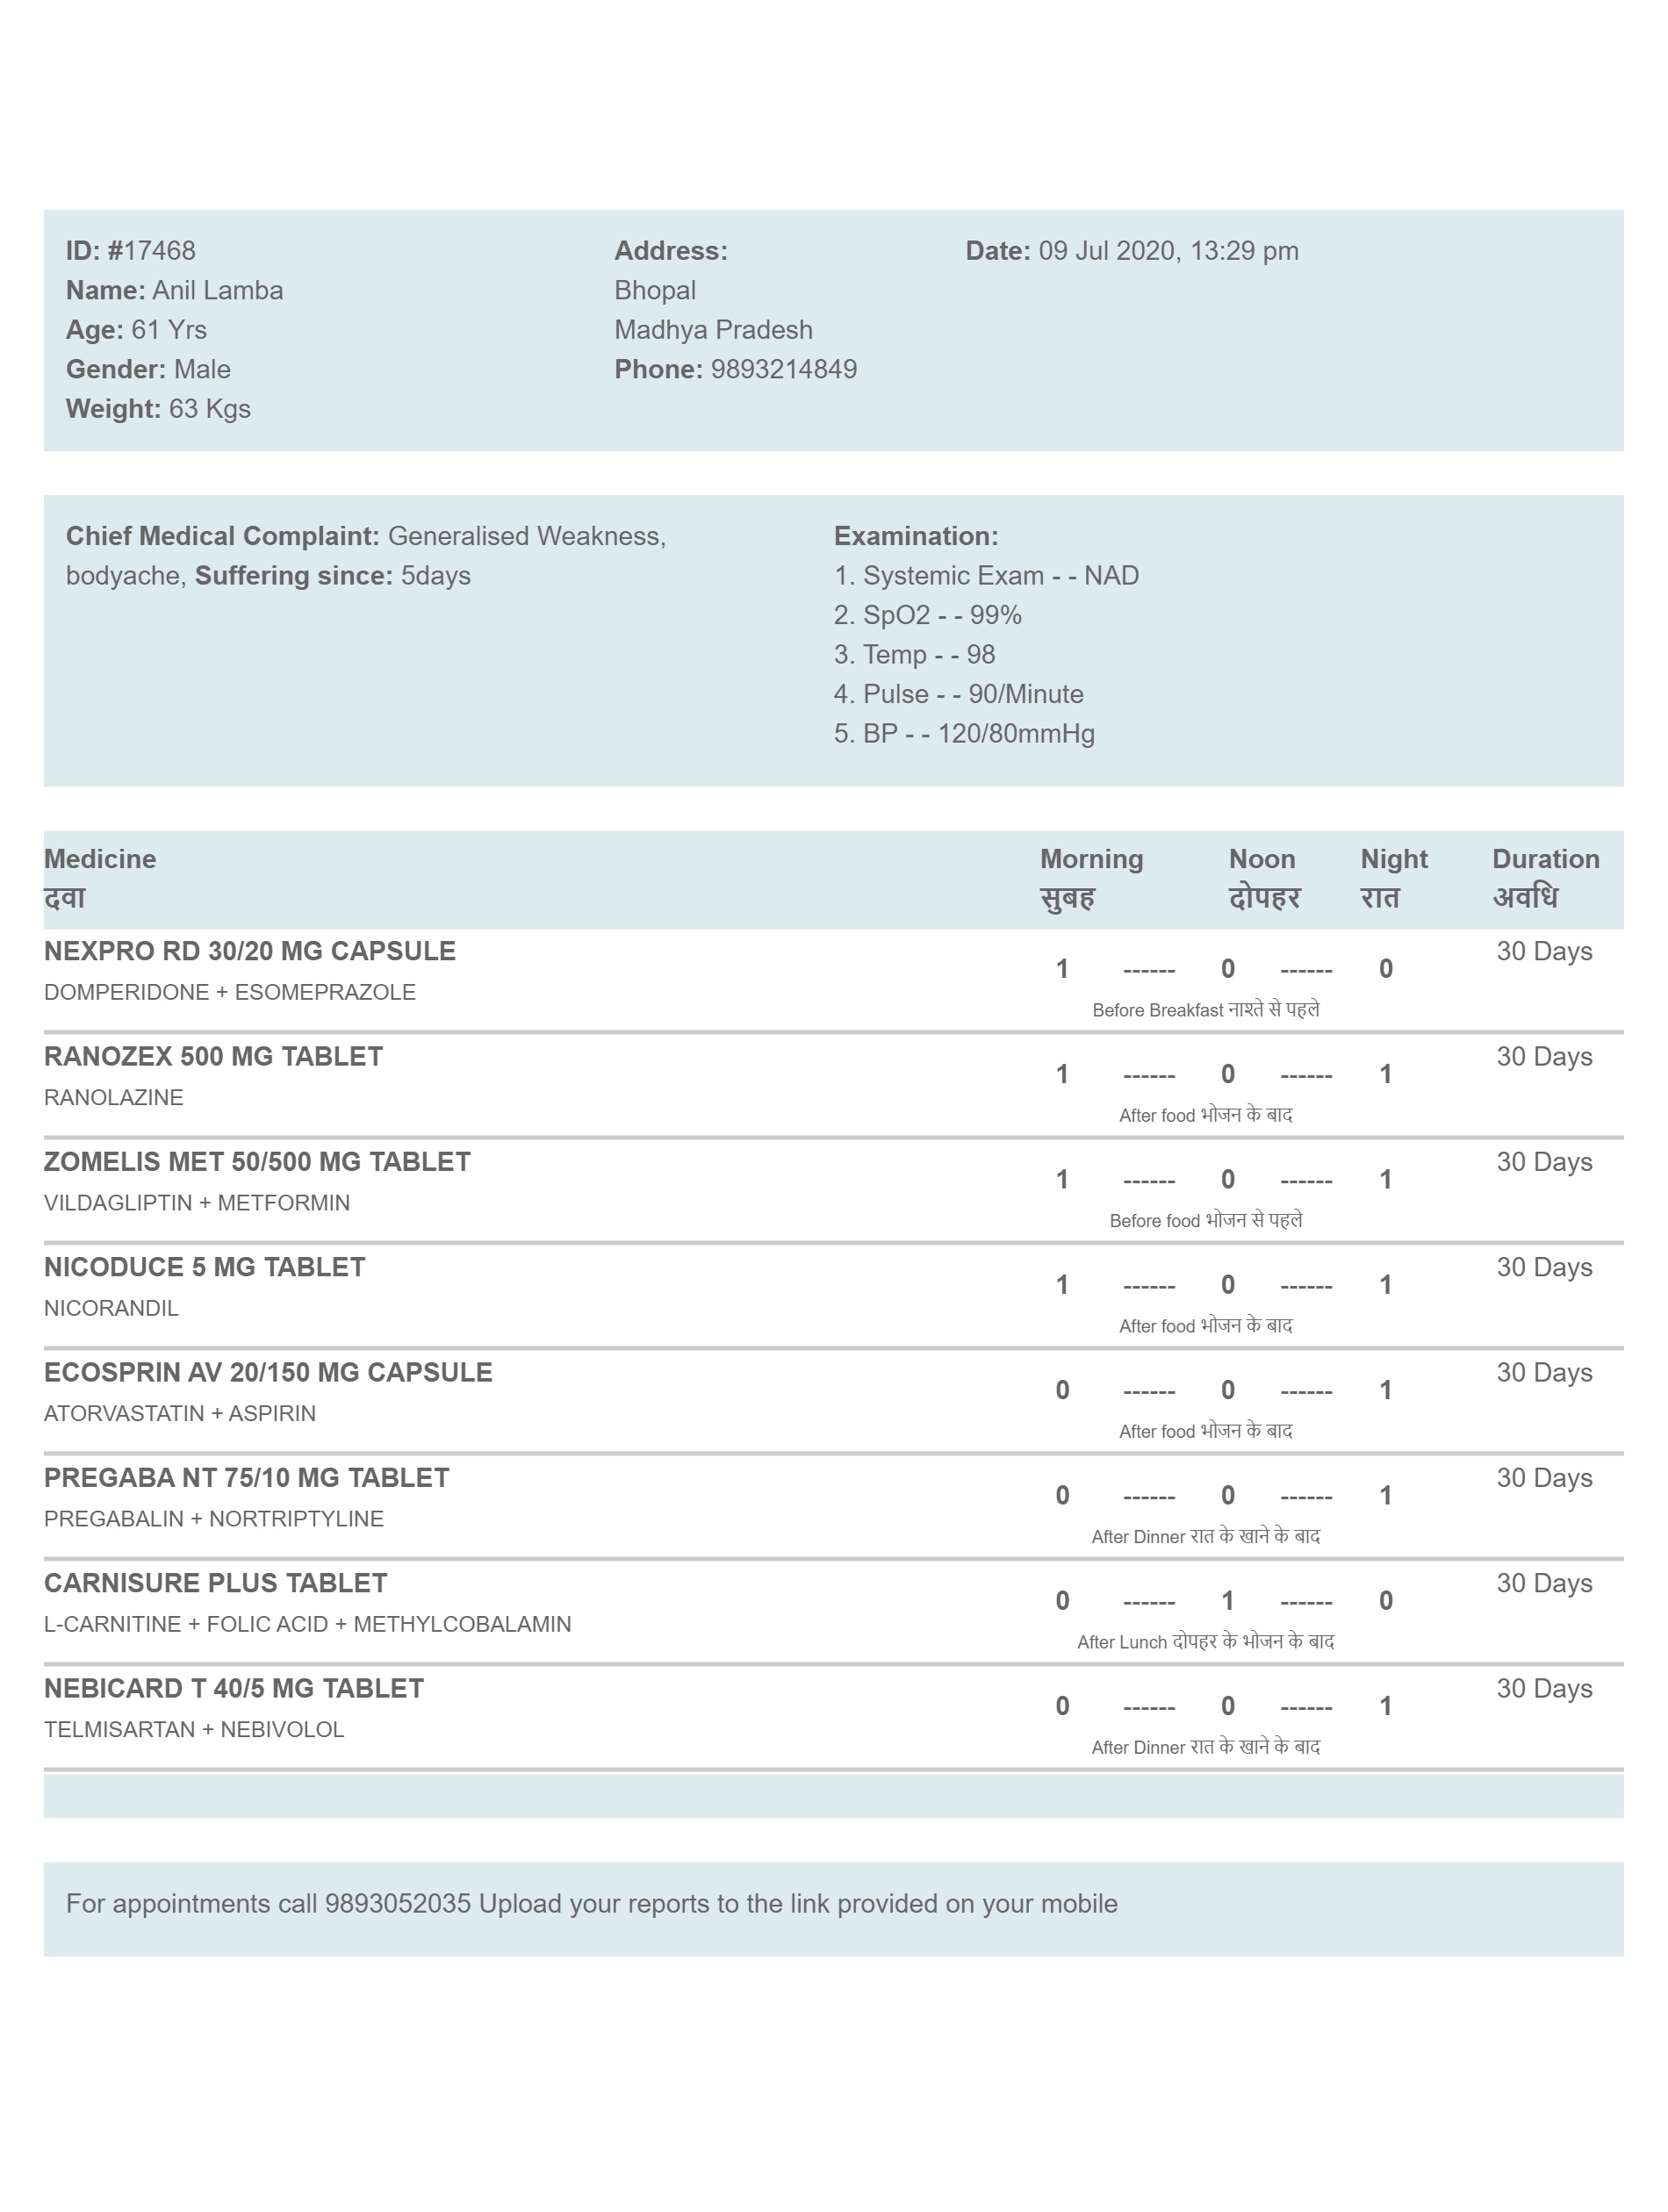 ID: #17468
Name: Anil Lamba
Age: 61 Yrs
Gender: Male
Weight: 63 Kgs
Address:
Bhopal
Madhya Pradesh
Phone: 9893214849
Date: 09 Jul 2020, 13:29 pm
Chief Medical Complaint: Generalised Weakness,
bodyache, Suffering since: 5days
Examination:
1. Systemic Exam - - NAD
2. SpO2 - - 99%
3. Temp - - 98
4. Pulse - - 90/Minute
5. BP - - 120/80mmHg
Medicine Morning Noon Night Duration
दवा सुबह दोपहर रात अवधि
NEXPRO RD 30/20 MG CAPSULE 30 Days
1 ------ 0 ------ 0
DOMPERIDONE + ESOMEPRAZOLE
Before Breakfast नाश्ते से पहले
RANOZEX 500 MG TABLET 30 Days
1 ------ 0 ------ 1
RANOLAZINE
After food भोजन के बाद
ZOMELIS MET 50/500 MG TABLET 30 Days
1 ------ 0 ------ 1
VILDAGLIPTIN + METFORMIN
Before food भोजन से पहले
NICODUCE 5 MG TABLET 30 Days
1 ------ 0 ------ 1
NICORANDIL
After food भोजन के बाद
ECOSPRIN AV 20/150 MG CAPSULE 30 Days
0 ------ 0 ------ 1
ATORVASTATIN + ASPIRIN
After food भोजन के बाद
PREGABA NT 75/10 MG TABLET 30 Days
0 ------ 0 ------ 1
PREGABALIN + NORTRIPTYLINE
After Dinner रात के खाने के बाद
CARNISURE PLUS TABLET 30 Days
0 ------ 1 ------ 0
L-CARNITINE + FOLIC ACID + METHYLCOBALAMIN
After Lunch दोपहर के भोजन के बाद
NEBICARD T 40/5 MG TABLET 30 Days
0 ------ 0 ------ 1
TELMISARTAN + NEBIVOLOL
After Dinner रात के खाने के बाद
For appointments call 9893052035 Upload your reports to the link provided on your mobile